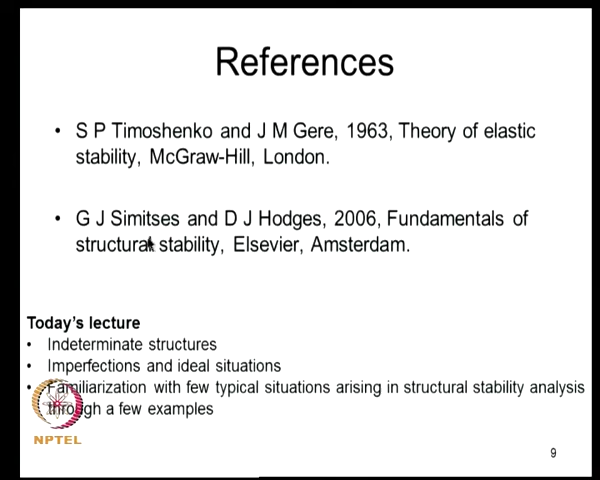 References
• S P Timoshenko and J M Gere, 1963, Theory of elastic
stability, McGraw-Hill, London.
• G J Simitses and D J Hodges, 2006, Fundamentals of
structural stability, Elsevier, Amsterdam.
Today's lecture
• Indeterminate structures
• Imperfections and ideal situations
• Familiarization with few typical situations arising in structural stability analysis
through a few examples
NPTEL
9